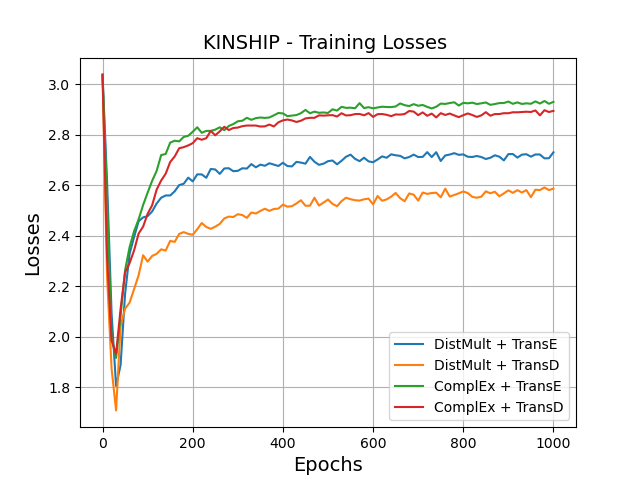 KINSHIP - Training Losses
Losses
3.0
2.8
2.6
2.4
2.2
2.0
1.8
DistMult + TransE
DistMult + TransD
ComplEx + TransE
ComplEx + TransD
0 200 400 600 800 1000
Epochs